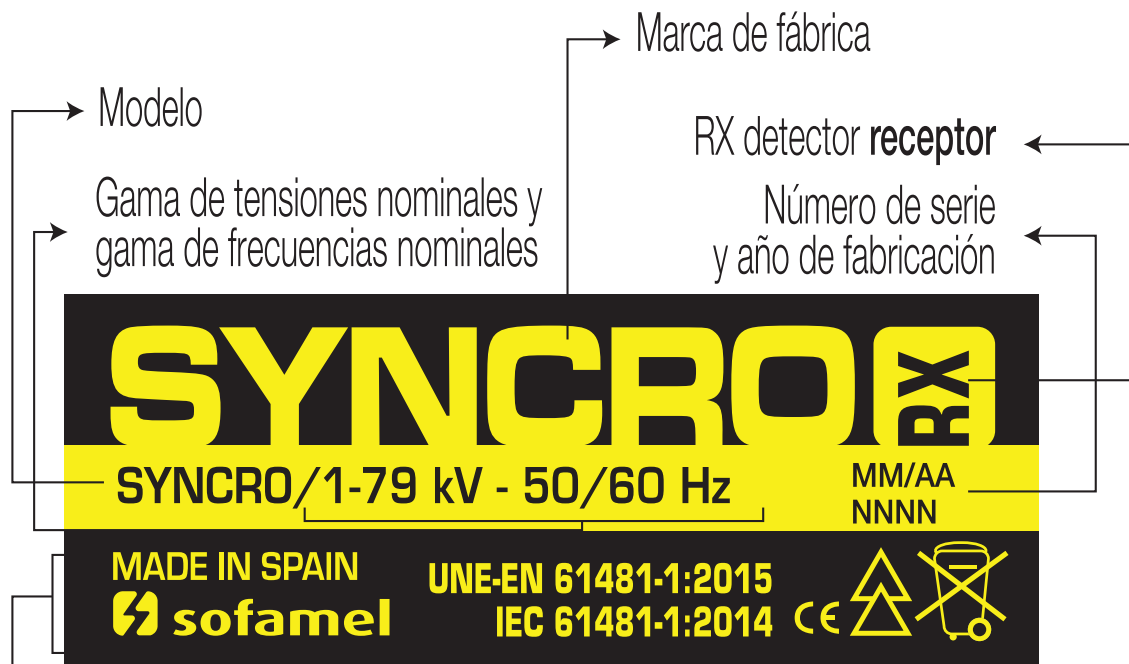 Marca de fábrica
Modelo
RX detector receptor
Gama de tensiones nominales y
gama de frecuencias nominales
Número de serie
y año de fabricación
SYNCRO RX
SYNCRO/1-79 kV - 50/60 Hz
MM/AA
NNNN
MADE IN SPAIN
sofamel
UNE-EN 61481-1:2015
IEC 61481-1:2014
CE